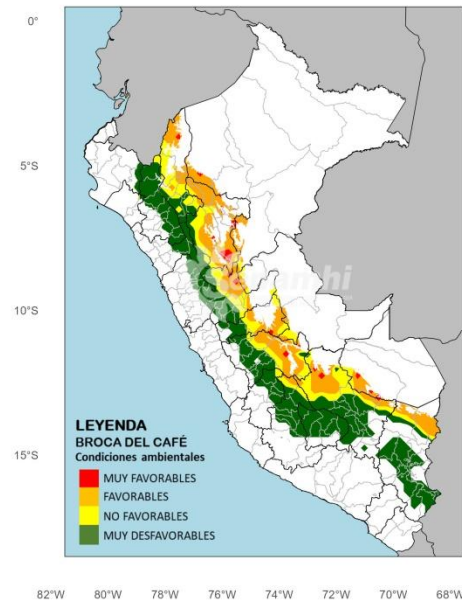 0°
5°S
10°S
15°S
senamhi
LEYENDA
BROCA DEL CAFÉ
Condiciones ambientales
MUY FAVORABLES
FAVORABLES
NO FAVORABLES
MUY DESFAVORABLES
82°W 80°W 78°W 76°W 74°W 72°W 70°W 68°W